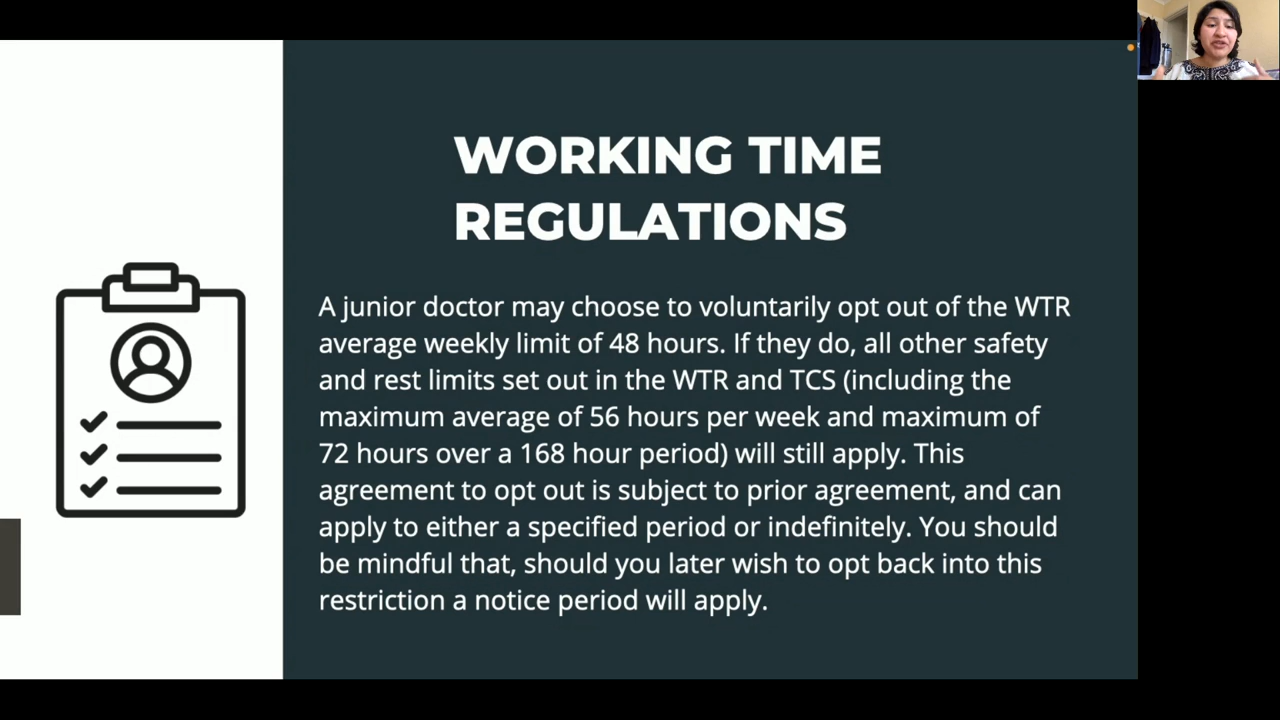 WORKING TIME
REGULATIONS
A junior doctor may choose to voluntarily opt out of the WTR
average weekly limit of 48 hours. If they do, all other safety
and rest limits set out in the WTR and TCS (including the
maximum average of 56 hours per week and maximum of
72 hours over a 168 hour period) will still apply. This
agreement to opt out is subject to prior agreement, and can
apply to either a specified period or indefinitely. You should
be mindful that, should you later wish to opt back into this
restriction a notice period will apply.